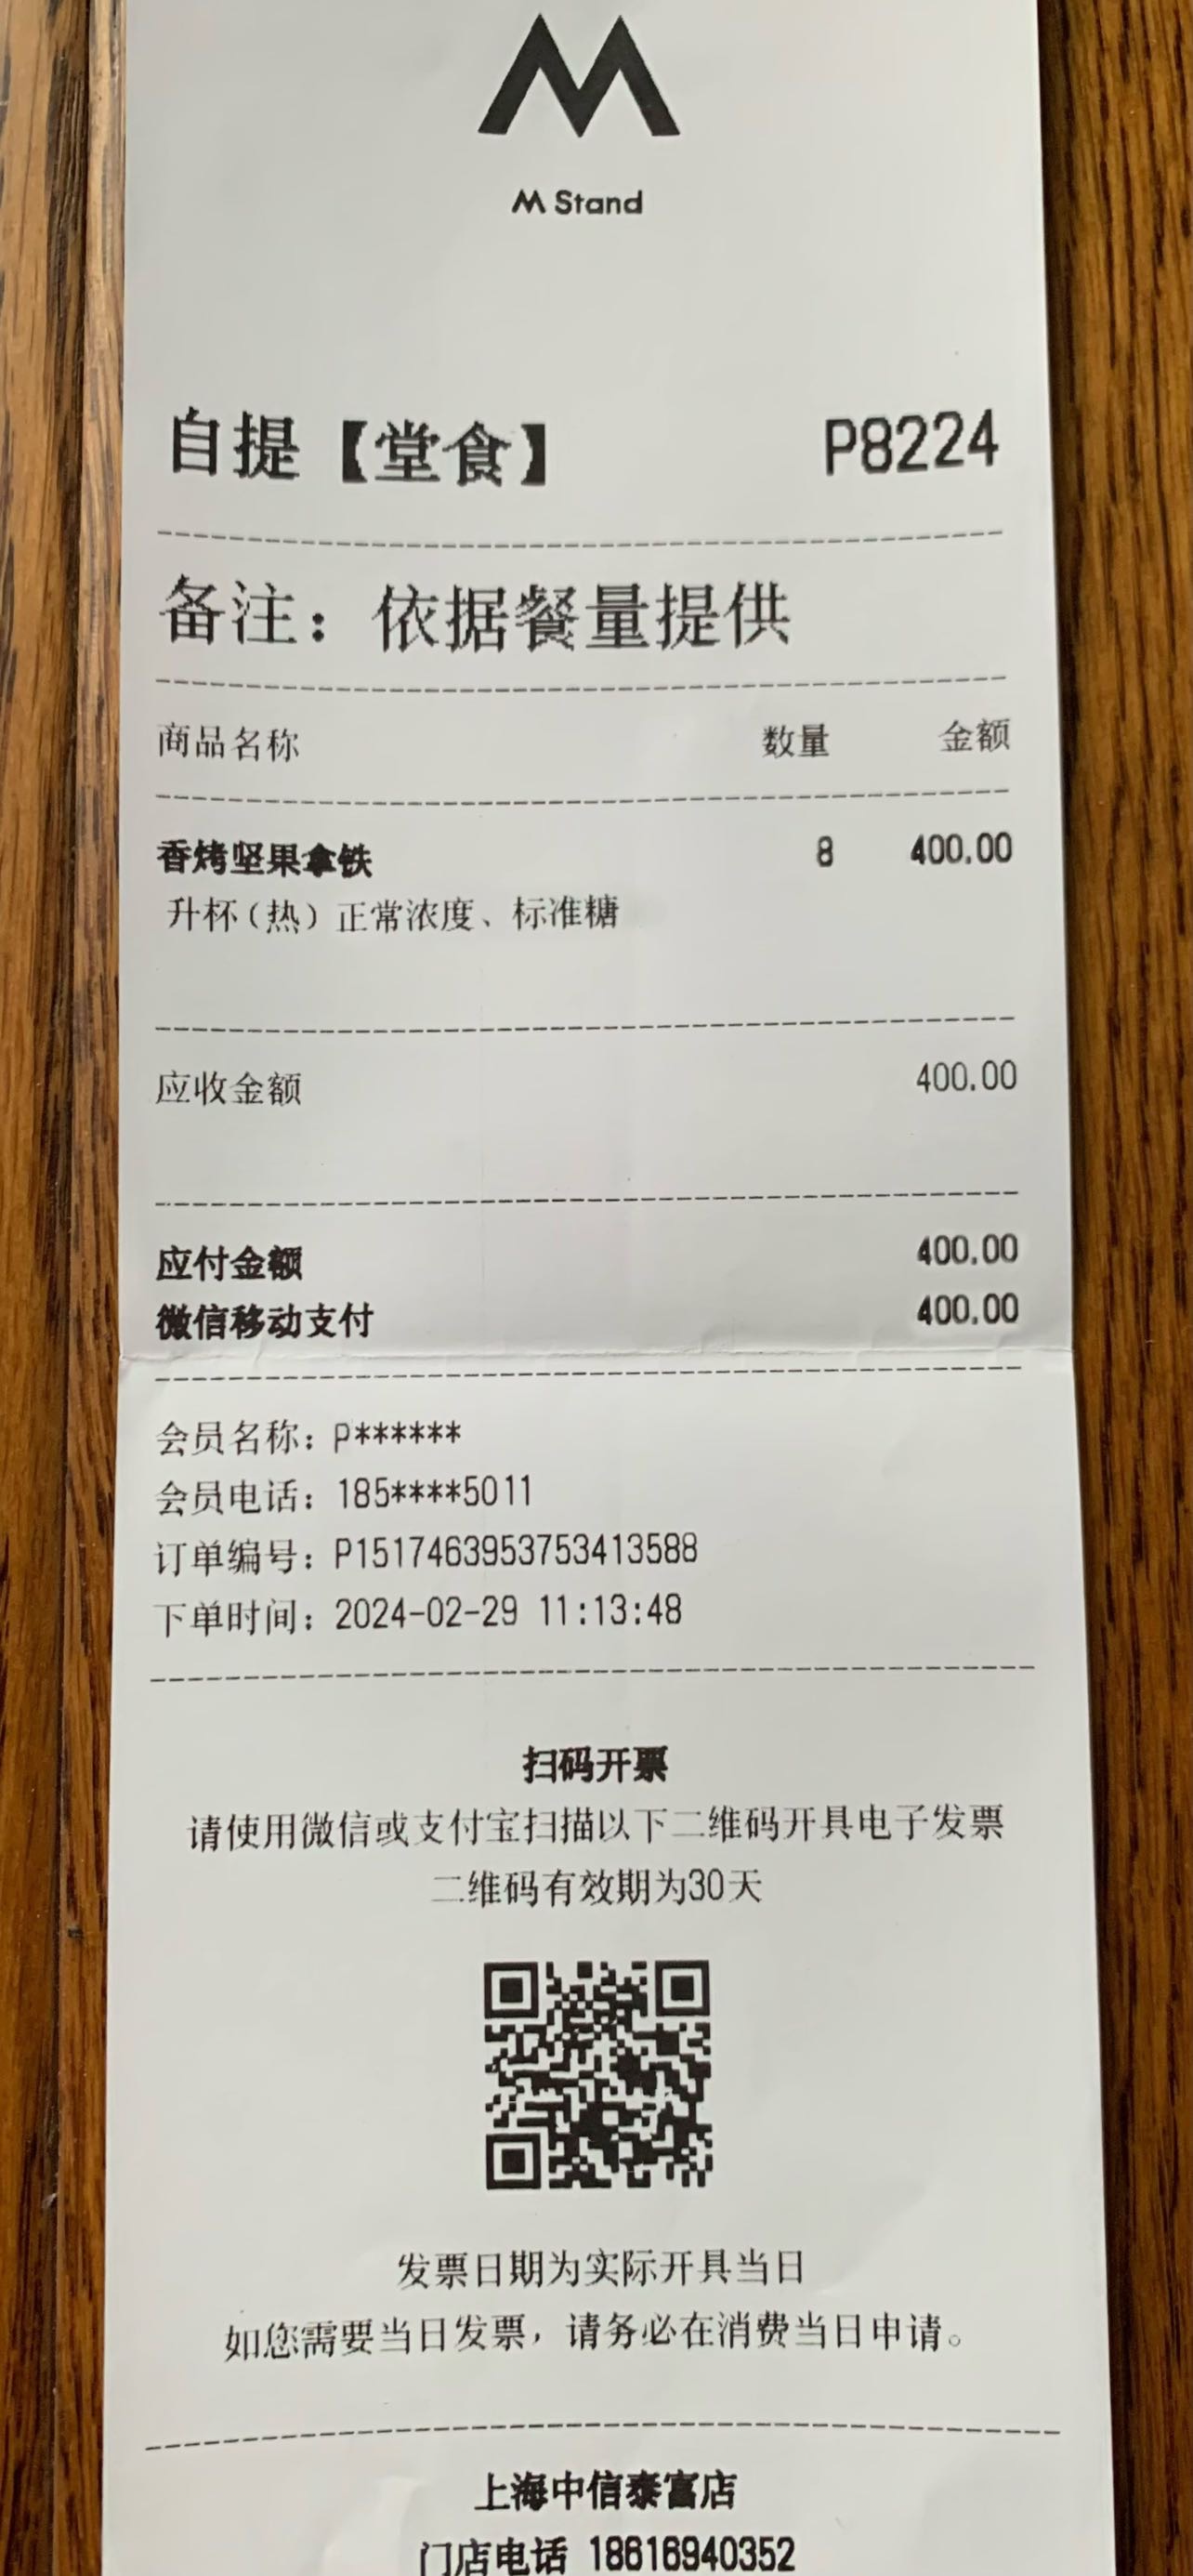 M Stand
自提【堂食】 P8224
备注：依据餐量提供
商品名称 数量 金额
香烤坚果拿铁 8 400.00
升杯(热) 正常浓度、标准糖
应收金额 400.00
应付金额 400.00
微信移动支付 400.00
会员名称：P******
会员电话：185****5011
订单编号：P1517463953753413588
下单时间：2024-02-29 11:13:48
扫码开票
请使用微信或支付宝扫描以下二维码开具电子发票
二维码有效期为30天
发票日期为实际开具当日
如您需要当日发票，请务必在消费当日申请。
上海中信泰富店
门店电话 18616940352